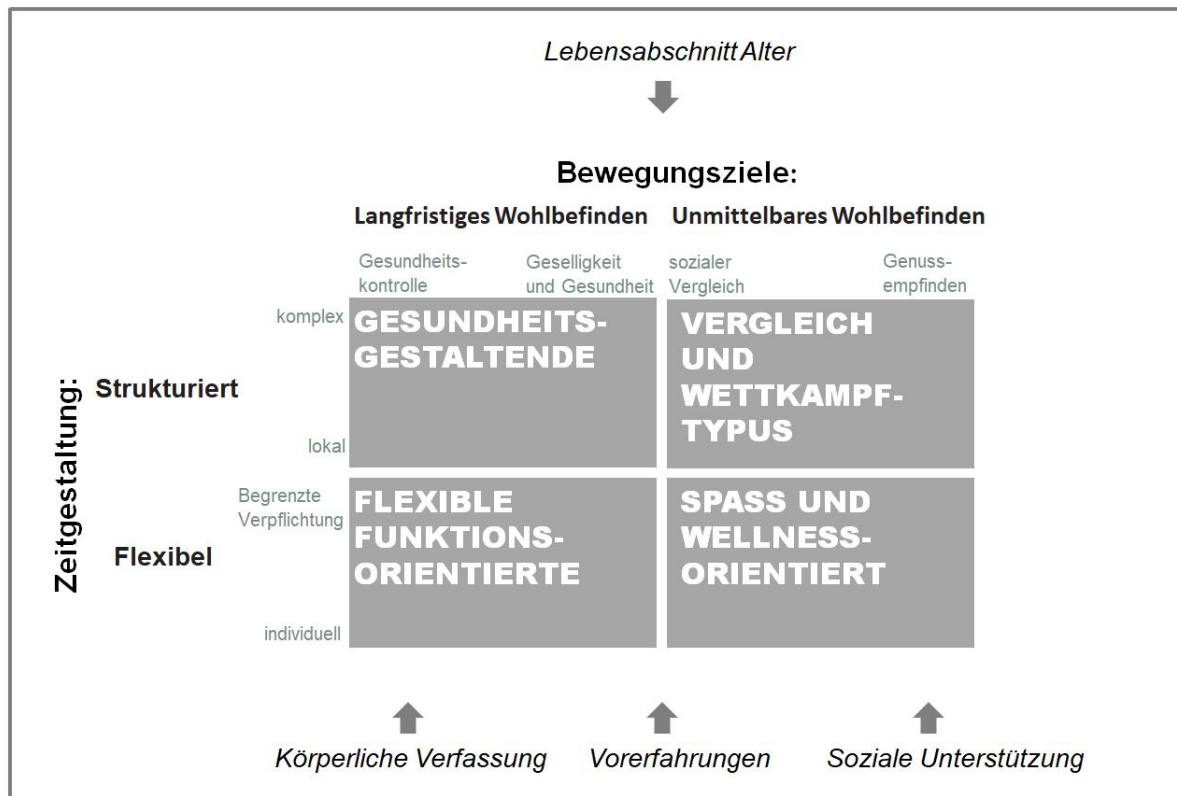 Lebensabschnitt Alter
Bewegungsziele:
Langfristiges Wohlbefinden
Unmittelbares Wohlbefinden
Gesundheits-
kontrolle
Geselligkeit
und Gesundheit
sozialer
Vergleich
Genuss-
empfinden
Zeitgestaltung:
Strukturiert
komplex
lokal
GESUNDHEITS-
GESTALTENDE
VERGLEICH
UND
WETTKAMPF-
TYPUS
Flexibel
Begrenzte
Verpflichtung
individuell
FLEXIBLE
FUNKTIONS-
ORIENTIERTE
SPASS UND
WELLNESS-
ORIENTIERT
Körperliche Verfassung
Vorerfahrungen
Soziale Unterstützung